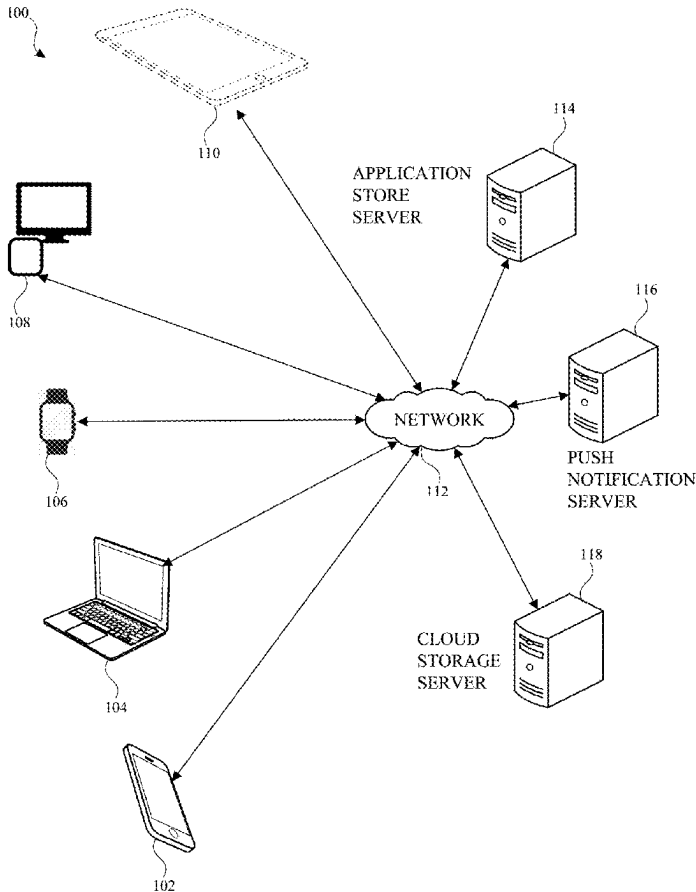 100
110
114
APPLICATION
STORE
SERVER
108
116
NETWORK
112
106
PUSH
NOTIFICATION
SERVER
118
CLOUD
STORAGE
SERVER
104
102